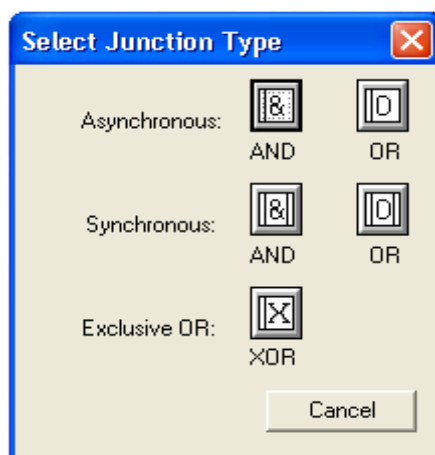 Select Junction Type
Asynchronous: & O
AND OR
Synchronous: & O
AND OR
Exclusive OR: X
XOR
Cancel